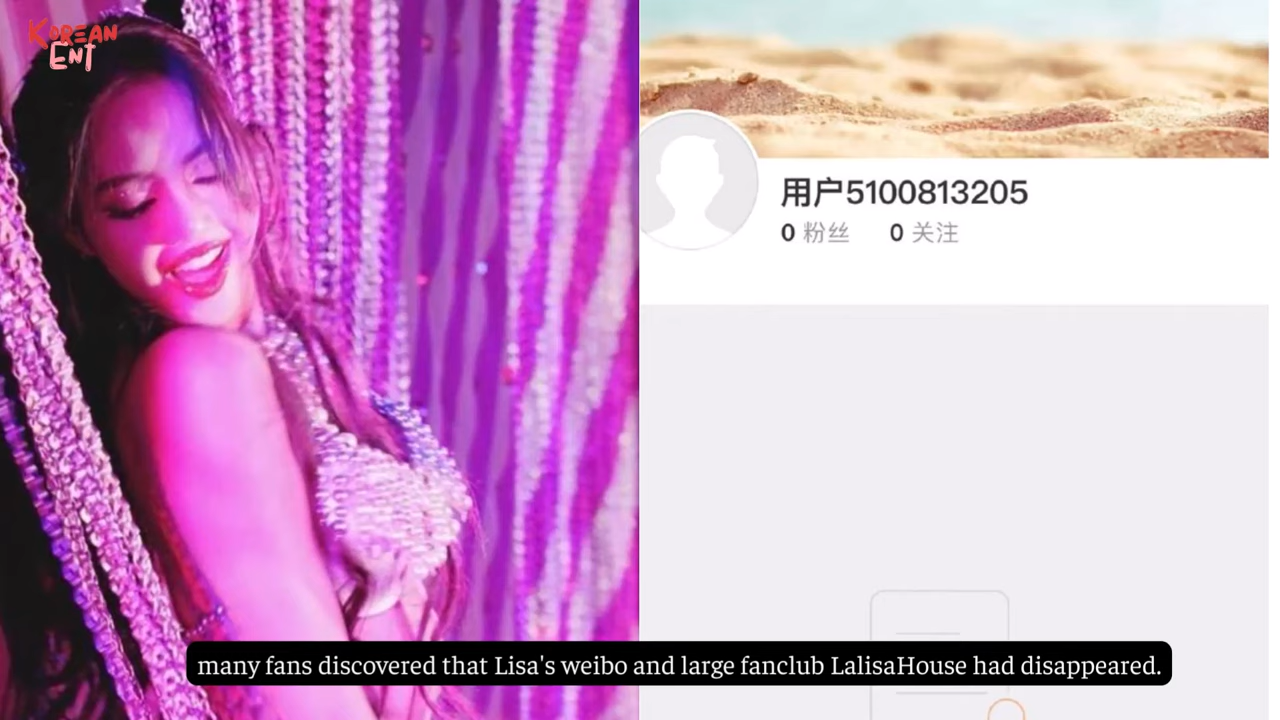 KOREAN
ENT
用户5100813205
0 粉丝 0 关注
many fans discovered that Lisa's weibo and large fanclub LalisaHouse had disappeared.